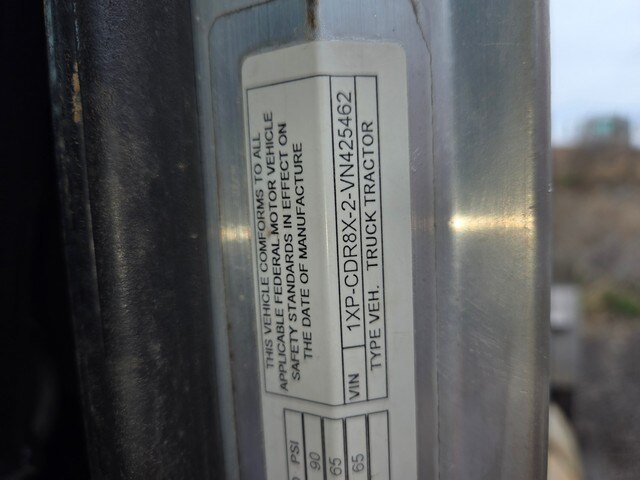 THIS VEHICLE COMFORMS TO ALL
APPLICABLE FEDERAL MOTOR VEHICLE
SAFETY STANDARDS IN EFFECT ON
THE DATE OF MANUFACTURE
VIN 1XP-CDR8X-2-VN425462
TYPE VEH. TRUCK TRACTOR
PSI
90
65
65